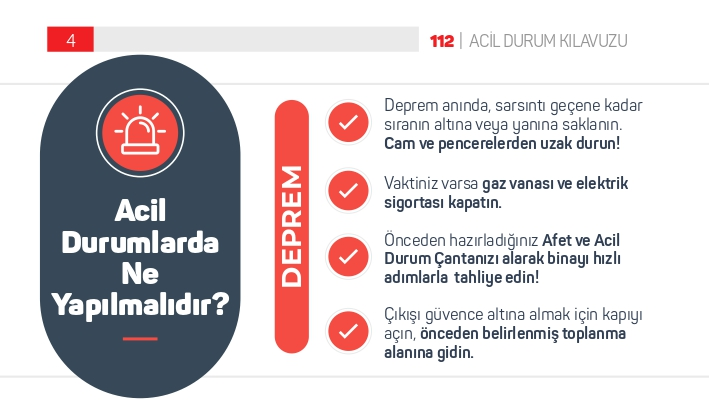 4
112 | ACİL DURUM KILAVUZU
Acil
Durumlarda
Ne
Yapılmalıdır?
DEPREM
Deprem anında, sarsıntı geçene kadar
sıranın altına veya yanına saklanın.
Cam ve pencerelerden uzak durun!
Vaktiniz varsa gaz vanası ve elektrik
sigortası kapatın.
Önceden hazırladığınız Afet ve Acil
Durum Çantanızı alarak binayı hızlı
adımlarla tahliye edin!
Çıkışı güvence altına almak için kapıyı
açın, önceden belirlenmiş toplanma
alanına gidin.